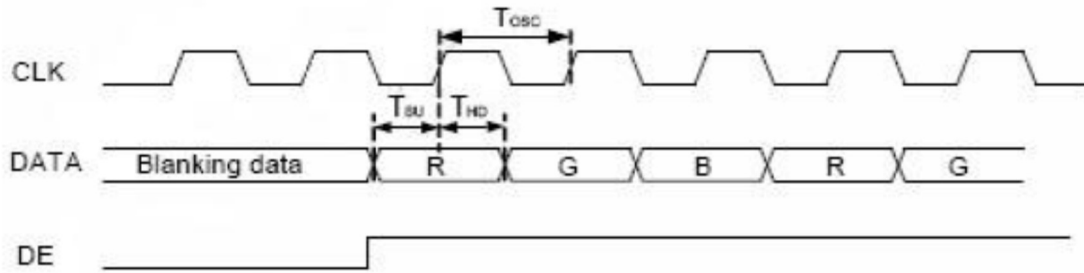 Tosc
CLK
TSU THD
DATA Blanking data R G B R G
DE